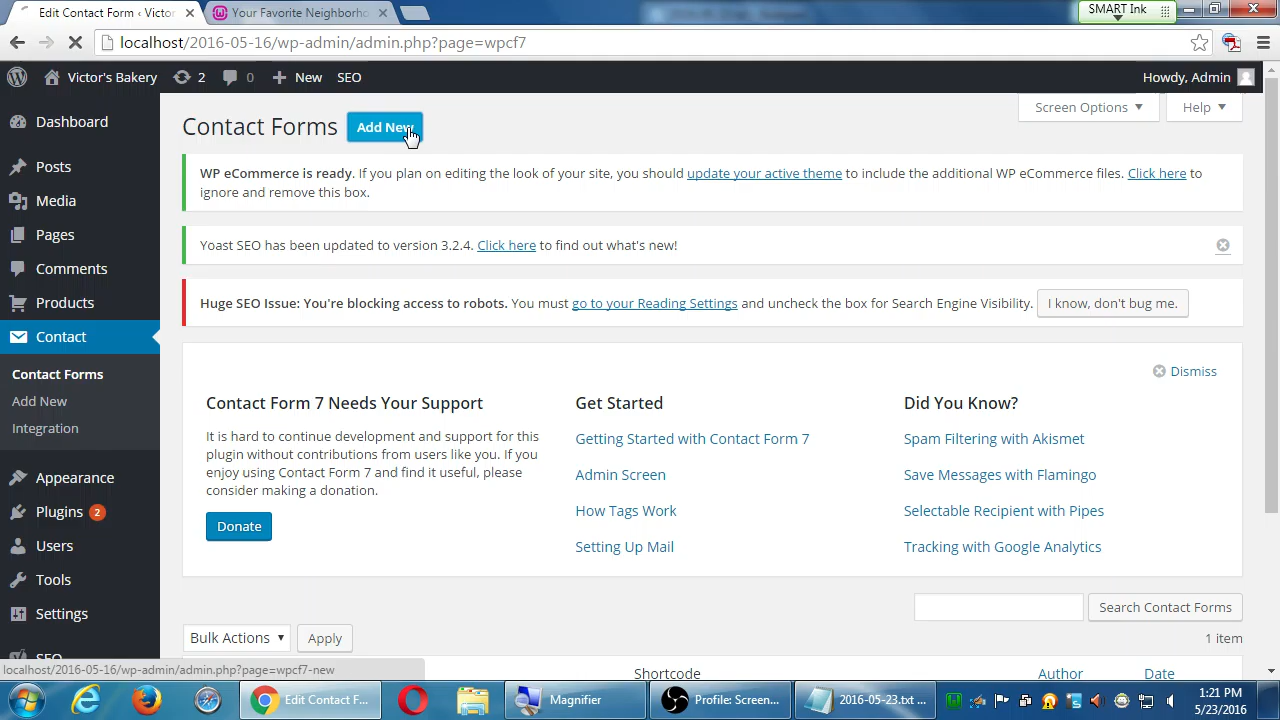 Edit Contact Form ‹ Victor
Your Favorite Neighborho
SMART Ink
localhost/2016-05-16/wp-admin/admin.php?page=wpcf7
Victor's Bakery
2
0
New
SEO
Howdy, Admin
Screen Options
Help
Contact Forms
Add New
Dashboard
Posts
Media
Pages
Comments
Products
Contact
Contact Forms
Add New
Integration
Appearance
Plugins 2
Users
Tools
Settings
SEO
WP eCommerce is ready. If you plan on editing the look of your site, you should update your active theme to include the additional WP eCommerce files. Click here to
ignore and remove this box.
Yoast SEO has been updated to version 3.2.4. Click here to find out what's new!
Huge SEO Issue: You're blocking access to robots. You must go to your Reading Settings and uncheck the box for Search Engine Visibility. I know, don't bug me.
Dismiss
Contact Form 7 Needs Your Support
It is hard to continue development and support for this
plugin without contributions from users like you. If you
enjoy using Contact Form 7 and find it useful, please
consider making a donation.
Donate
Get Started
Getting Started with Contact Form 7
Admin Screen
How Tags Work
Setting Up Mail
Did You Know?
Spam Filtering with Akismet
Save Messages with Flamingo
Selectable Recipient with Pipes
Tracking with Google Analytics
Search Contact Forms
Bulk Actions
Apply
1 item
Shortcode
Author
Date
localhost/2016-05-16/wp-admin/admin.php?page=wpcf7-new
Edit Contact F...
Magnifier
Profile: Screen...
2016-05-23.txt ...
1:21 PM
5/23/2016